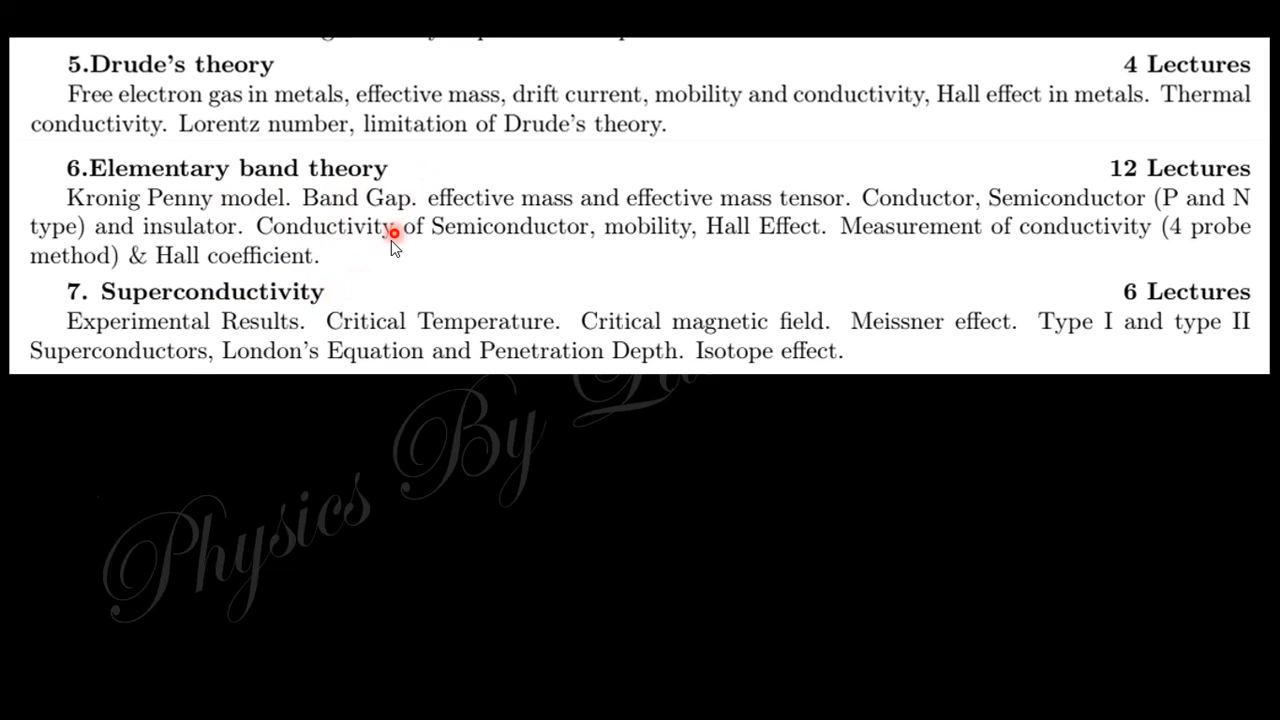 5.Drude's theory 4 Lectures
Free electron gas in metals, effective mass, drift current, mobility and conductivity, Hall effect in metals. Thermal
conductivity. Lorentz number, limitation of Drude's theory.
6.Elementary band theory 12 Lectures
Kronig Penny model. Band Gap. effective mass and effective mass tensor. Conductor, Semiconductor (P and N
type) and insulator. Conductivity of Semiconductor, mobility, Hall Effect. Measurement of conductivity (4 probe
method) & Hall coefficient.
7. Superconductivity 6 Lectures
Experimental Results. Critical Temperature. Critical magnetic field. Meissner effect. Type I and type II
Superconductors, London's Equation and Penetration Depth. Isotope effect.
Physics By